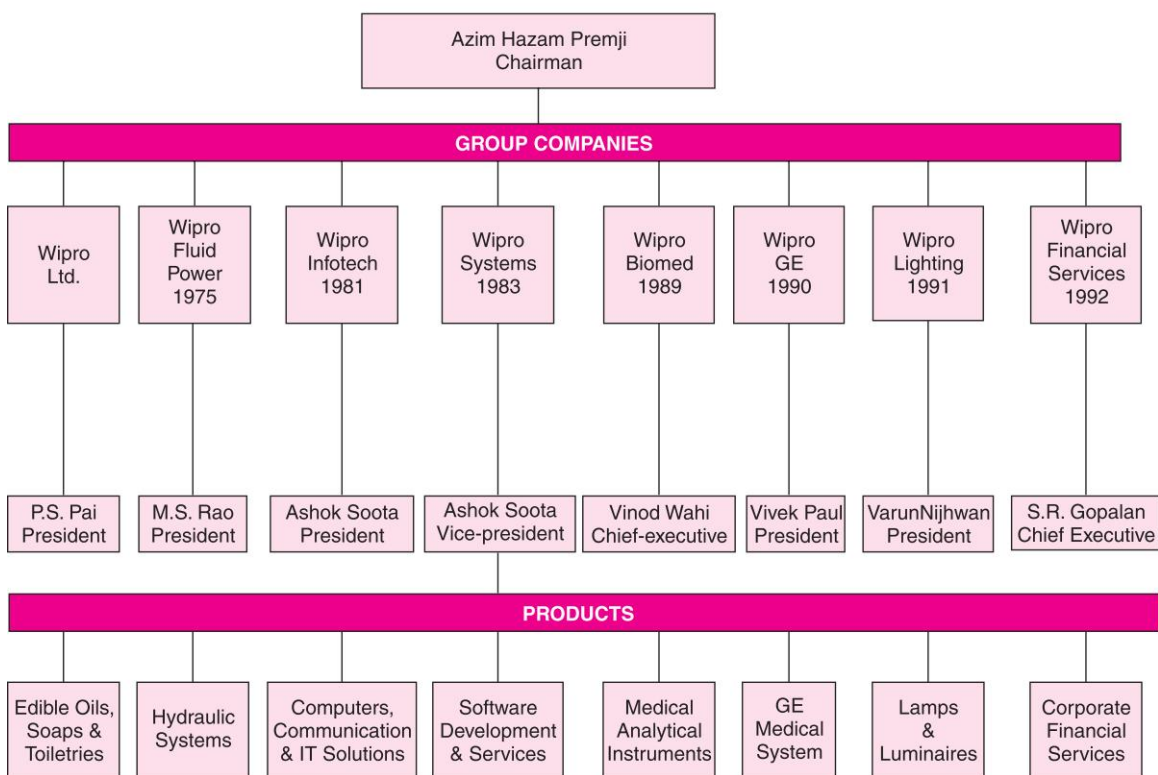 Azim Hazam Premji
Chairman
GROUP COMPANIES
Wipro
Ltd.
Wipro
Fluid
Power
1975
Wipro
Infotech
1981
Wipro
Systems
1983
Wipro
Biomed
1989
Wipro
GE
1990
Wipro
Lighting
1991
Wipro
Financial
Services
1992
P.S. Pai
President
M.S. Rao
President
Ashok Soota
President
Ashok Soota
Vice-president
Vinod Wahi
Chief-executive
Vivek Paul
President
VarunNijhwan
President
S.R. Gopalan
Chief Executive
PRODUCTS
Edible Oils,
Soaps &
Toiletries
Hydraulic
Systems
Computers,
Communication
& IT Solutions
Software
Development
& Services
Medical
Analytical
Instruments
GE
Medical
System
Lamps
&
Luminaires
Corporate
Financial
Services